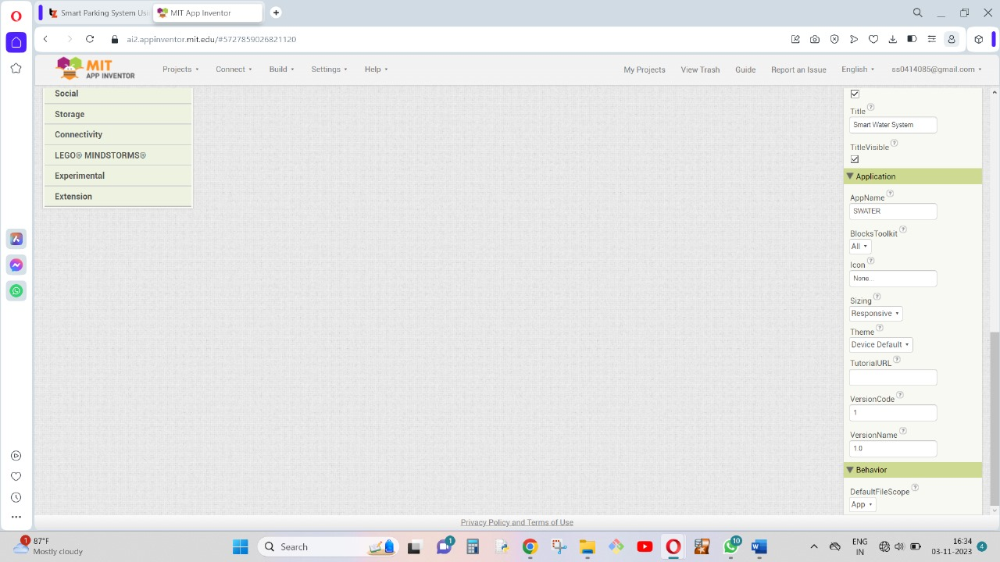 Smart Parking System Usi
MIT App Inventor
ai2.appinventor.mit.edu/#5727859026821120
MIT
APP INVENTOR
Projects
Connect
Build
Settings
Help
My Projects
View Trash
Guide
Report an Issue
English
ss0414085@gmail.com
Social
Storage
Connectivity
LEGO® MINDSTORMS®
Experimental
Extension
Title
Smart Water System
TitleVisible
Application
AppName
SWATER
BlocksToolkit
All
Icon
None...
Sizing
Responsive
Theme
Device Default
TutorialURL
VersionCode
1
VersionName
1.0
Behavior
DefaultFileScope
App
Privacy Policy and Terms of Use
1
87°F
Mostly cloudy
Search
1
10
ENG
IN
16:34
03-11-2023
4